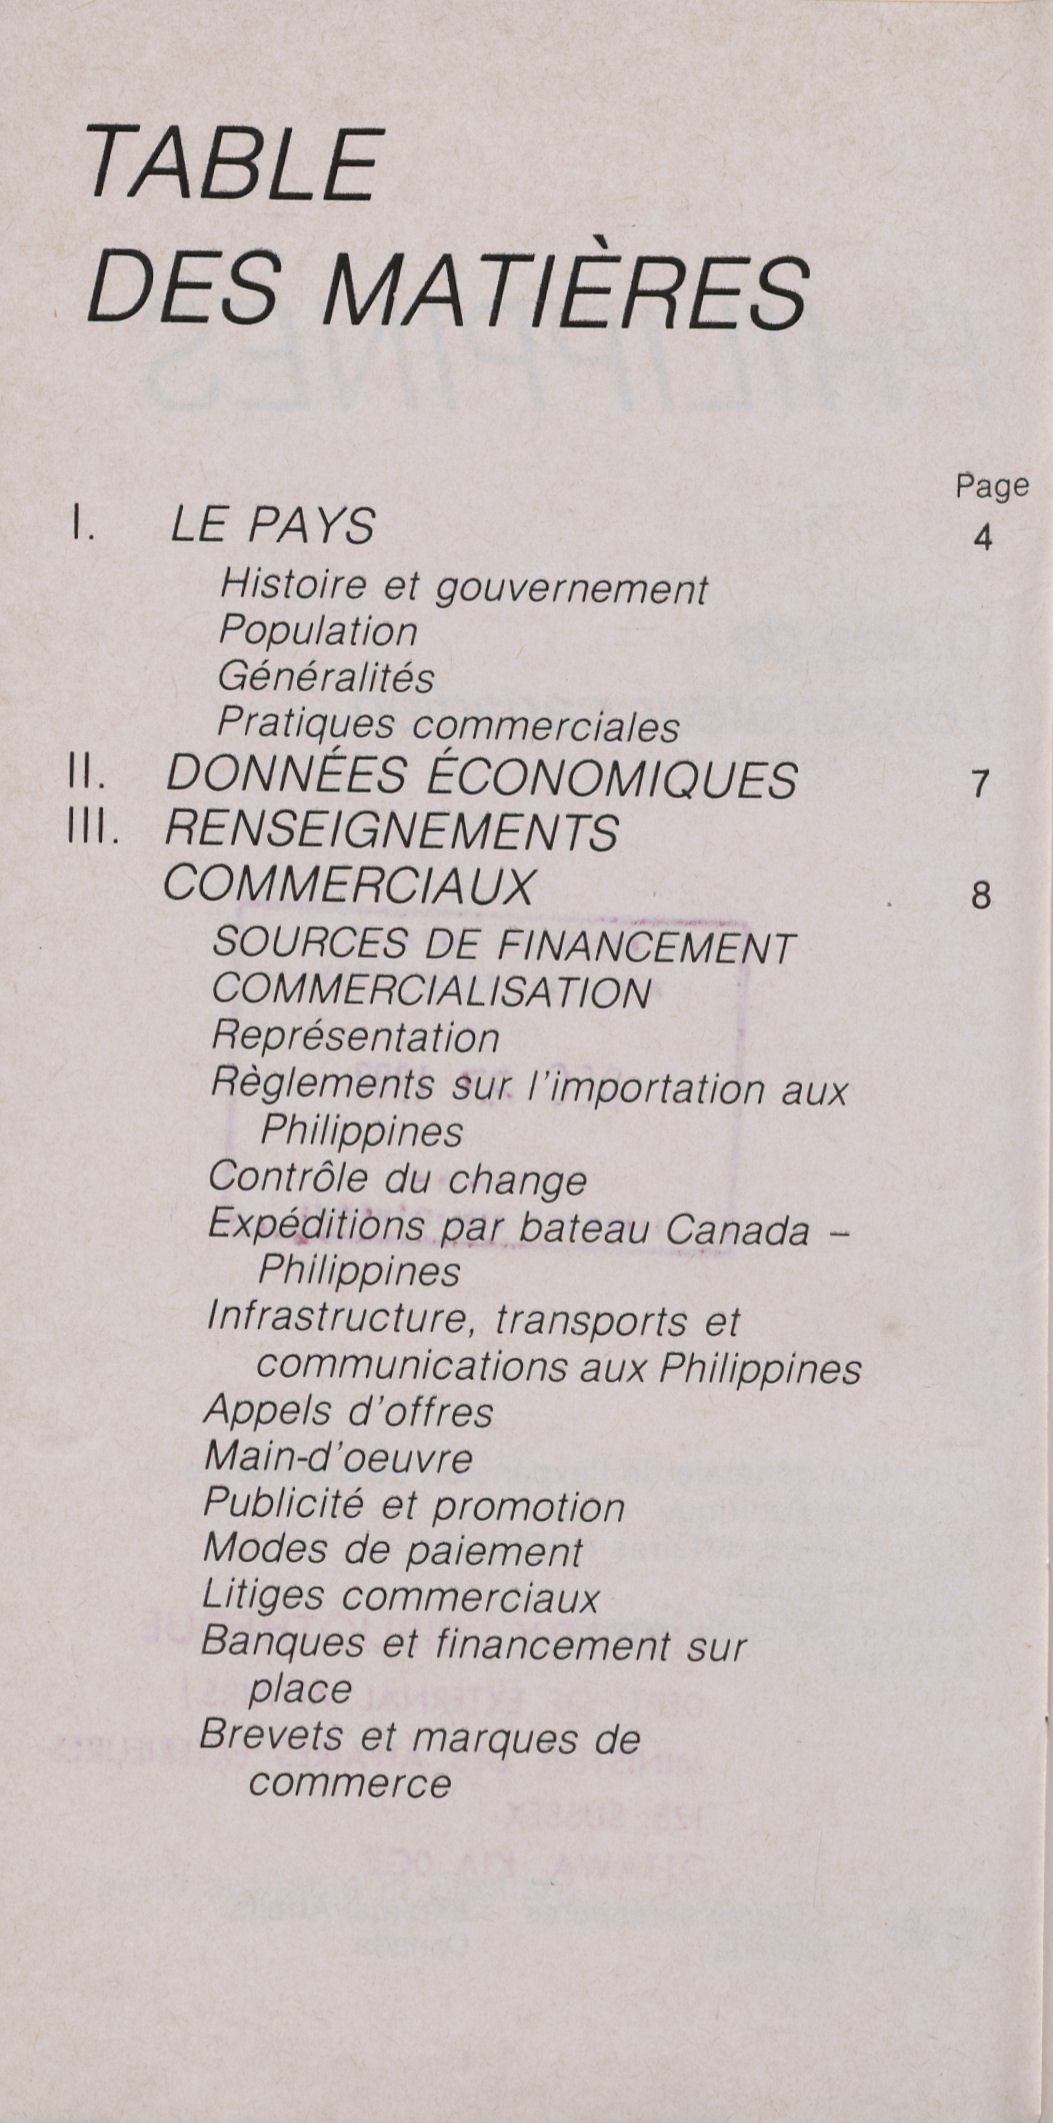 TABLE
DES MATIÈRES
Page
I. LE PAYS 4
Histoire et gouvernement
Population
Généralités
Pratiques commerciales
II. DONNÉES ÉCONOMIQUES 7
III. RENSEIGNEMENTS
COMMERCIAUX 8
SOURCES DE FINANCEMENT
COMMERCIALISATION
Représentation
Règlements sur l'importation aux
Philippines
Contrôle du change
Expéditions par bateau Canada –
Philippines
Infrastructure, transports et
communications aux Philippines
Appels d'offres
Main-d'oeuvre
Publicité et promotion
Modes de paiement
Litiges commerciaux
Banques et financement sur
place
Brevets et marques de
commerce